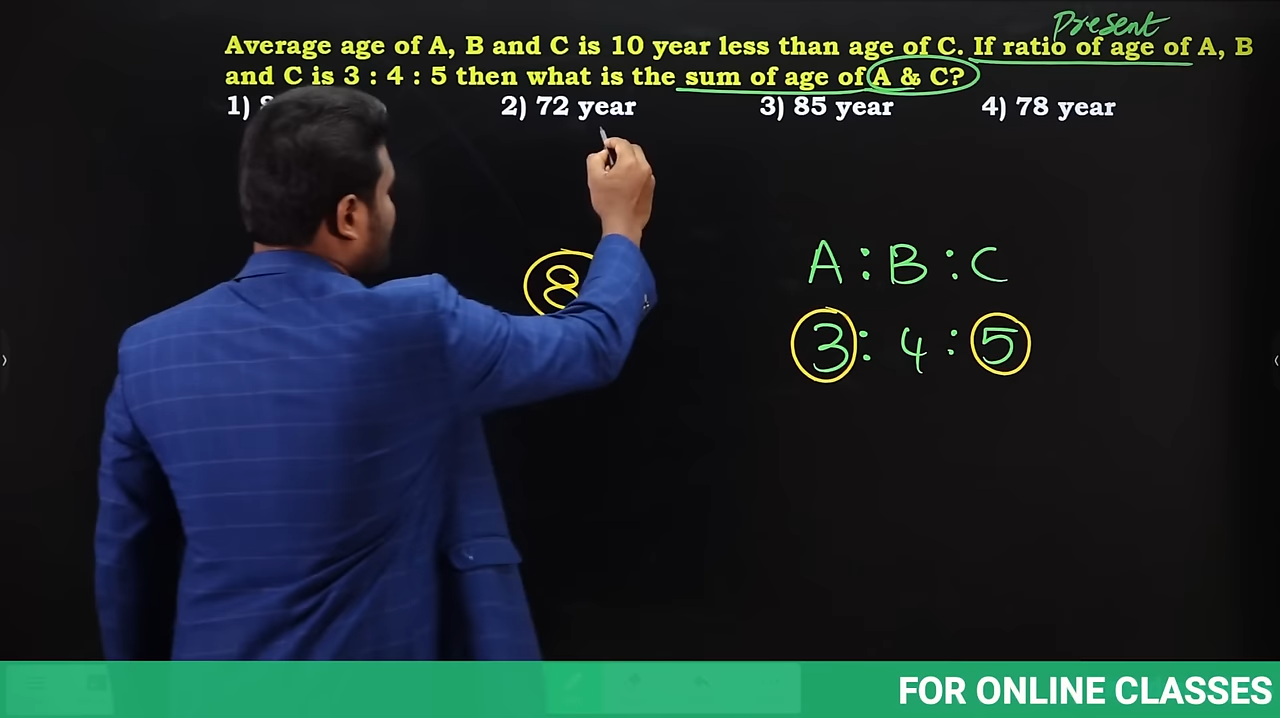 Present
Average age of A, B and C is 10 year less than age of C. If ratio of age of A, B
and C is 3 : 4 : 5 then what is the sum of age of A & C?
1) 2) 72 year 3) 85 year 4) 78 year
A : B : C
8
3 : 4 : 5
FOR ONLINE CLASSES